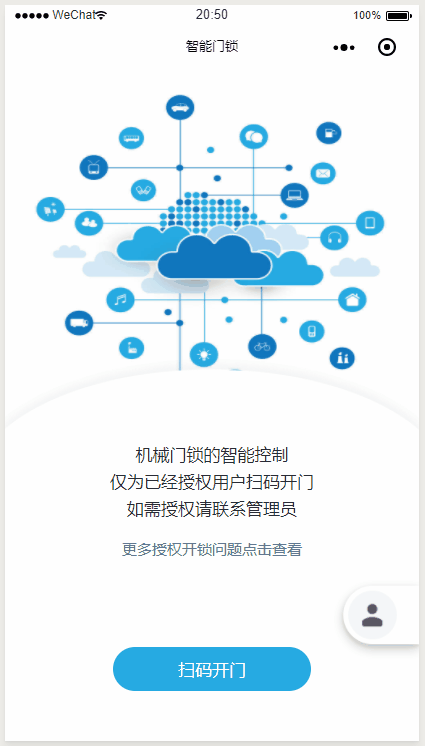 WeChat 20:50 100%
智能门锁
机械门锁的智能控制
仅为已经授权用户扫码开门
如需授权请联系管理员
更多授权开锁问题点击查看
扫码开门